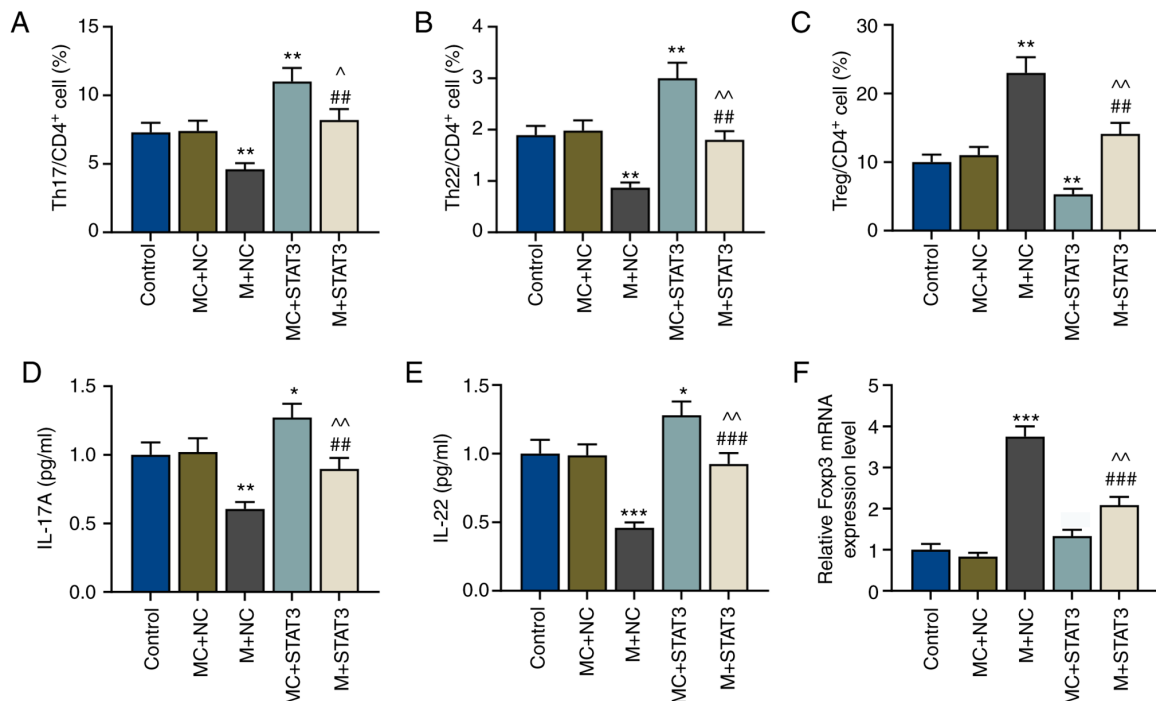 A
Th17/CD4+ cell (%)
15
10
5
0
**
**
^
##
Control
MC+NC
M+NC
MC+STAT3
M+STAT3
B
Th22/CD4+ cell (%)
4
3
2
1
0
**
**
^^
##
Control
MC+NC
M+NC
MC+STAT3
M+STAT3
C
Treg/CD4+ cell (%)
30
20
10
0
**
**
^^
##
Control
MC+NC
M+NC
MC+STAT3
M+STAT3
D
IL-17A (pg/ml)
1.5
1.0
0.5
0.0
**
*
^^
##
Control
MC+NC
M+NC
MC+STAT3
M+STAT3
E
IL-22 (pg/ml)
1.5
1.0
0.5
0.0
***
*
^^
###
Control
MC+NC
M+NC
MC+STAT3
M+STAT3
F
Relative Foxp3 mRNA
expression level
5
4
3
2
1
0
***
^^
###
Control
MC+NC
M+NC
MC+STAT3
M+STAT3